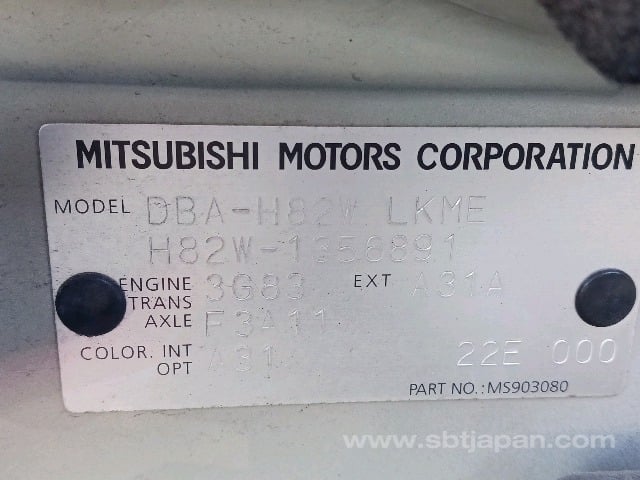 MITSUBISHI MOTORS CORPORATION
MODEL DBA-H82W LKME
H82W-1358891
ENGINE 3G83 EXT A31A
TRANS
AXLE F3A11
COLOR. INT
OPT 22E 000
PART NO.:MS903080
www.sbtjapan.com